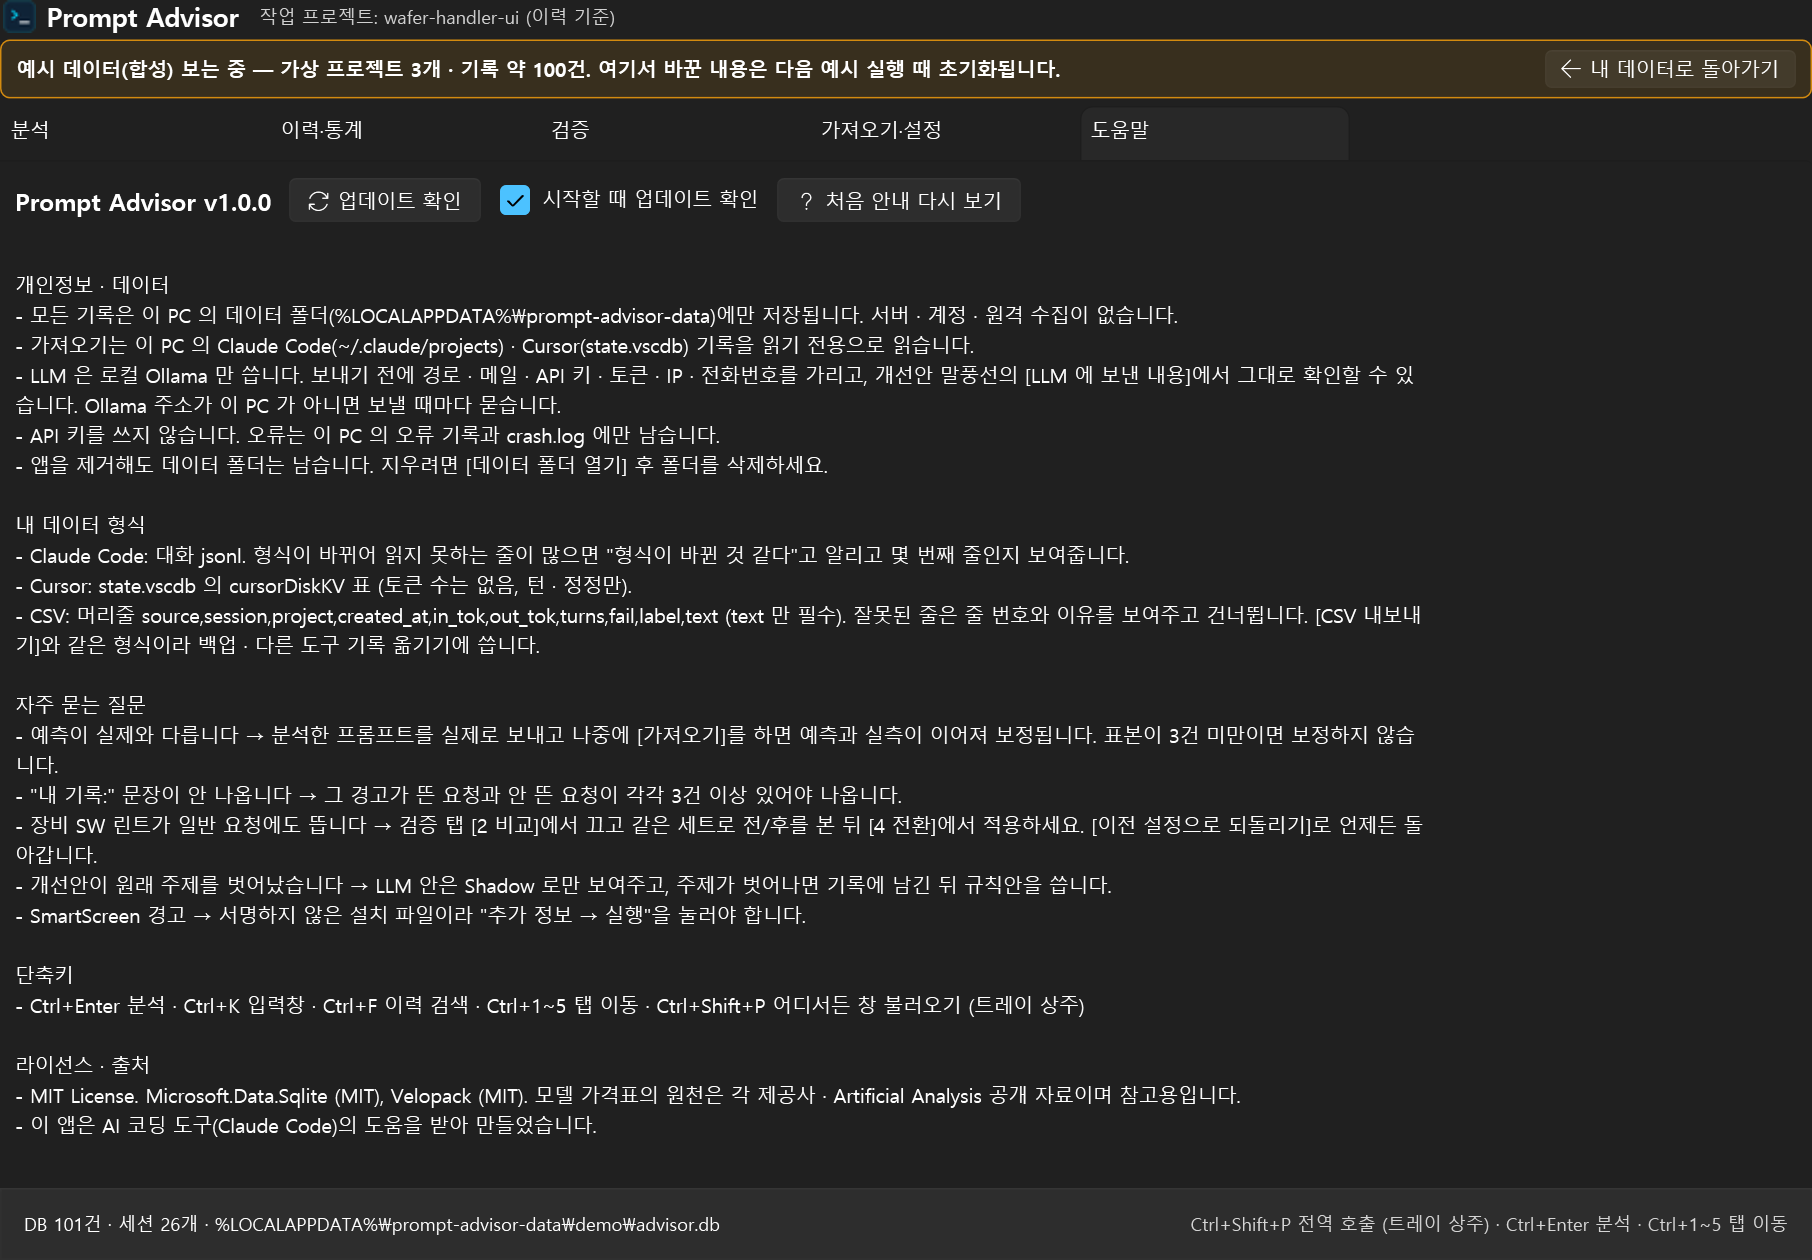 Prompt Advisor 작업 프로젝트: wafer-handler-ui (이력 기준)
예시 데이터(합성) 보는 중 — 가상 프로젝트 3개 · 기록 약 100건. 여기서 바꾼 내용은 다음 예시 실행 때 초기화됩니다.
← 내 데이터로 돌아가기
분석 이력·통계 검증 가져오기·설정 도움말
Prompt Advisor v1.0.0 업데이트 확인 시작할 때 업데이트 확인 ? 처음 안내 다시 보기
개인정보 · 데이터
- 모든 기록은 이 PC 의 데이터 폴더(%LOCALAPPDATA%₩prompt-advisor-data)에만 저장됩니다. 서버 · 계정 · 원격 수집이 없습니다.
- 가져오기는 이 PC 의 Claude Code(~/.claude/projects) · Cursor(state.vscdb) 기록을 읽기 전용으로 읽습니다.
- LLM 은 로컬 Ollama 만 씁니다. 보내기 전에 경로 · 메일 · API 키 · 토큰 · IP · 전화번호를 가리고, 개선안 말풍선의 [LLM 에 보낸 내용]에서 그대로 확인할 수 있
습니다. Ollama 주소가 이 PC 가 아니면 보낼 때마다 묻습니다.
- API 키를 쓰지 않습니다. 오류는 이 PC 의 오류 기록과 crash.log 에만 남습니다.
- 앱을 제거해도 데이터 폴더는 남습니다. 지우려면 [데이터 폴더 열기] 후 폴더를 삭제하세요.
내 데이터 형식
- Claude Code: 대화 jsonl. 형식이 바뀌어 읽지 못하는 줄이 많으면 "형식이 바뀐 것 같다"고 알리고 몇 번째 줄인지 보여줍니다.
- Cursor: state.vscdb 의 cursorDiskKV 표 (토큰 수는 없음, 턴 · 정정만).
- CSV: 머리줄 source,session,project,created_at,in_tok,out_tok,turns,fail,label,text (text 만 필수). 잘못된 줄은 줄 번호와 이유를 보여주고 건너뜁니다. [CSV 내보내
기]와 같은 형식이라 백업 · 다른 도구 기록 옮기기에 씁니다.
자주 묻는 질문
- 예측이 실제와 다릅니다 → 분석한 프롬프트를 실제로 보내고 나중에 [가져오기]를 하면 예측과 실측이 이어져 보정됩니다. 표본이 3건 미만이면 보정하지 않습
니다.
- "내 기록:" 문장이 안 나옵니다 → 그 경고가 뜬 요청과 안 뜬 요청이 각각 3건 이상 있어야 나옵니다.
- 장비 SW 린트가 일반 요청에도 뜹니다 → 검증 탭 [2 비교]에서 끄고 같은 세트로 전/후를 본 뒤 [4 전환]에서 적용하세요. [이전 설정으로 되돌리기]로 언제든 돌
아갑니다.
- 개선안이 원래 주제를 벗어났습니다 → LLM 안은 Shadow 로만 보여주고, 주제가 벗어나면 기록에 남긴 뒤 규칙안을 씁니다.
- SmartScreen 경고 → 서명하지 않은 설치 파일이라 "추가 정보 → 실행"을 눌러야 합니다.
단축키
- Ctrl+Enter 분석 · Ctrl+K 입력창 · Ctrl+F 이력 검색 · Ctrl+1~5 탭 이동 · Ctrl+Shift+P 어디서든 창 불러오기 (트레이 상주)
라이선스 · 출처
- MIT License. Microsoft.Data.Sqlite (MIT), Velopack (MIT). 모델 가격표의 원천은 각 제공사 · Artificial Analysis 공개 자료이며 참고용입니다.
- 이 앱은 AI 코딩 도구(Claude Code)의 도움을 받아 만들었습니다.
DB 101건 · 세션 26개 · %LOCALAPPDATA%₩prompt-advisor-data₩demo₩advisor.db
Ctrl+Shift+P 전역 호출 (트레이 상주) · Ctrl+Enter 분석 · Ctrl+1~5 탭 이동